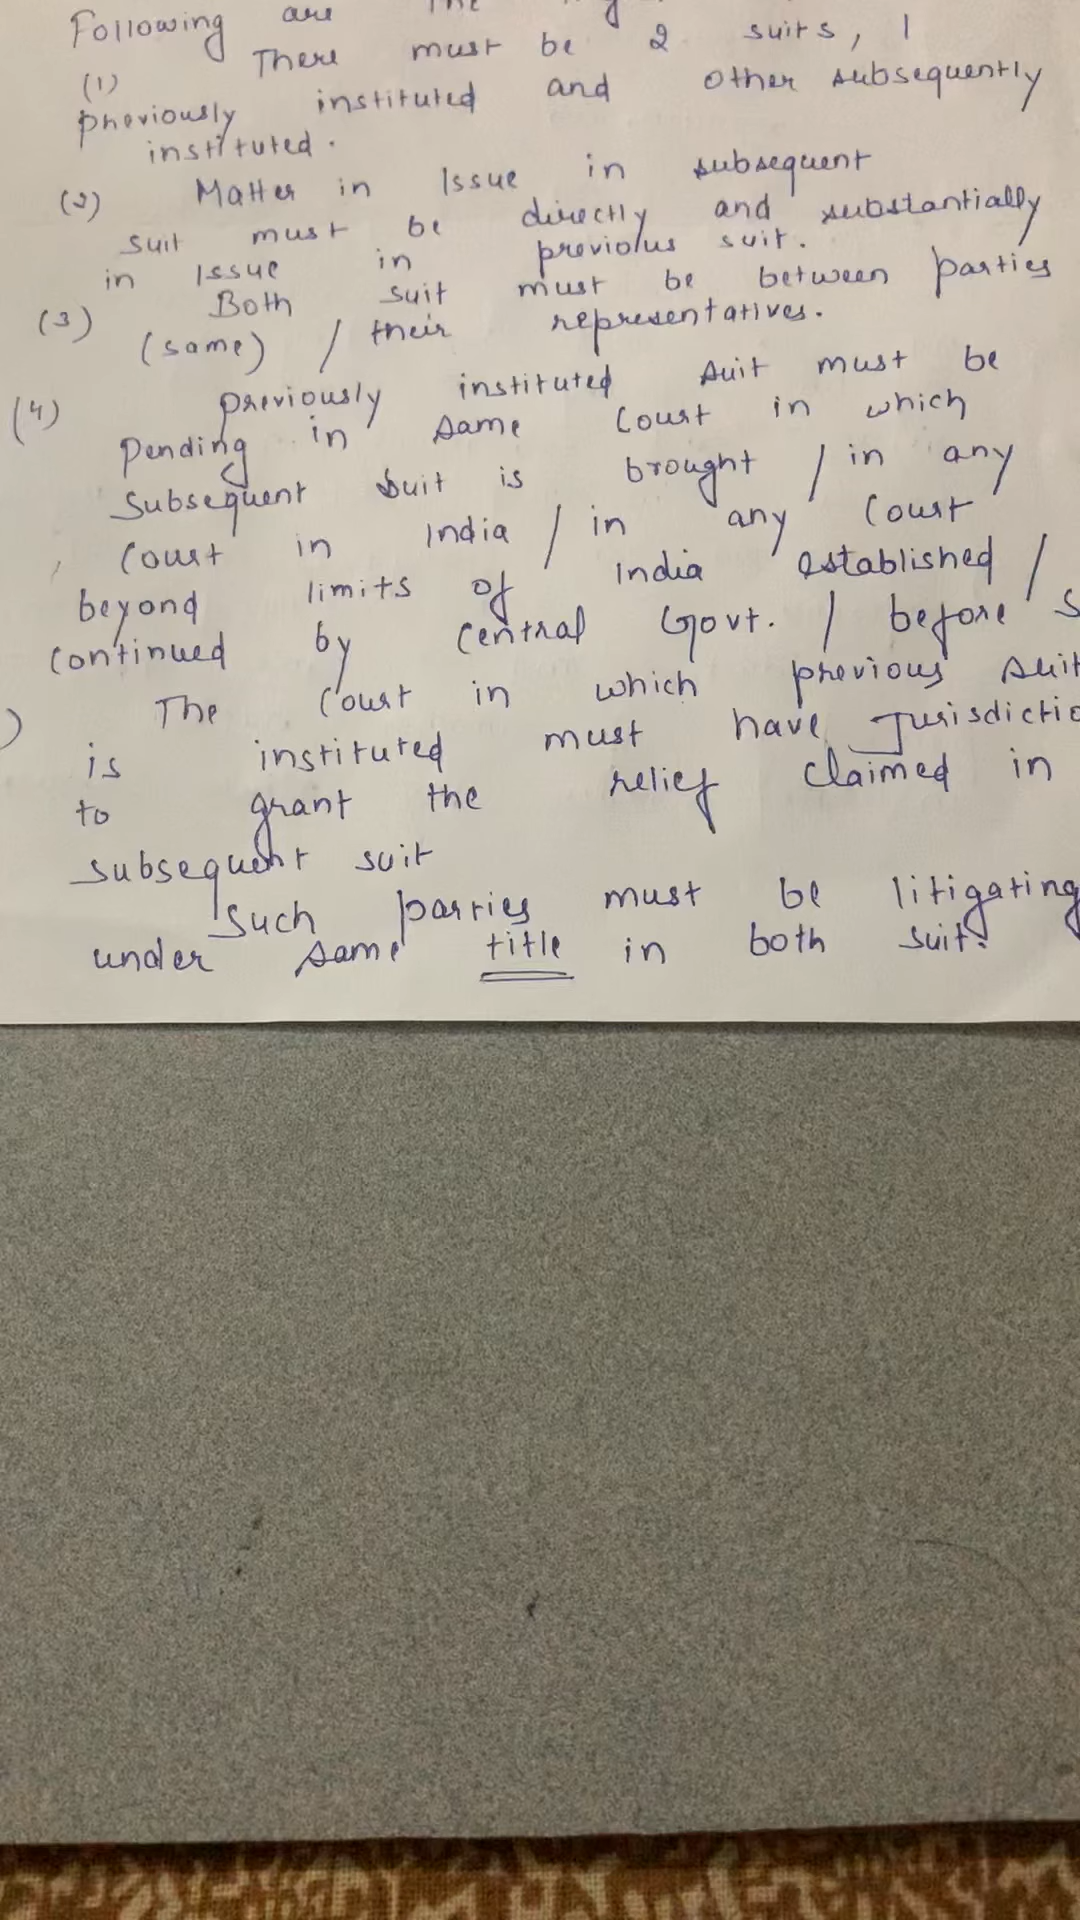 Following are the
(1) There must be 2 suits, 1
previously instituted and other subsequently
instituted.
(2) Matter in Issue in subsequent
suit must be directly and substantially
in Issue in previolus suit.
(3) Both suit must be between parties
(same) / their representatives.
(4) previously instituted suit must be
pending in same Court in which
Subsequent suit is brought / in any
Court in India / in any Court
beyond limits of India established /
continued by Central Govt. / before S
) The Court in which previous suit
is instituted must have Jurisdictio
to grant the relief claimed in
subsequent suit
Such parties must be litigating
under same title in both suit.